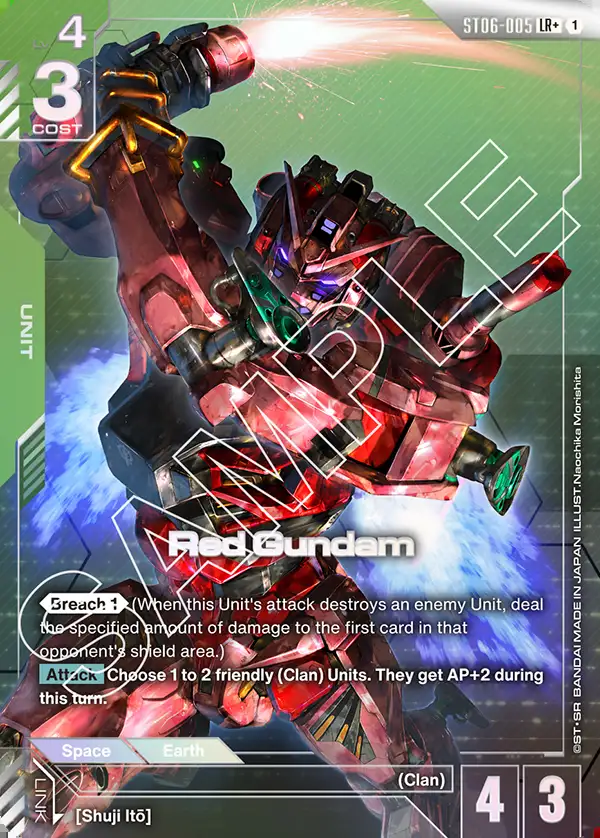 Lv. 4
ST06-005 LR+ 1
3
COST
UNIT
SAMPLE
Red Gundam
Breach 1 (When this Unit's attack destroys an enemy Unit, deal
the specified amount of damage to the first card in that
opponent's shield area.)
Attack Choose 1 to 2 friendly (Clan) Units. They get AP+2 during
this turn.
Space Earth
(Clan)
LINK
[Shuji Itō]
4 3
©ST・SR BANDAI MADE IN JAPAN ILLUST.Naochika Morishita